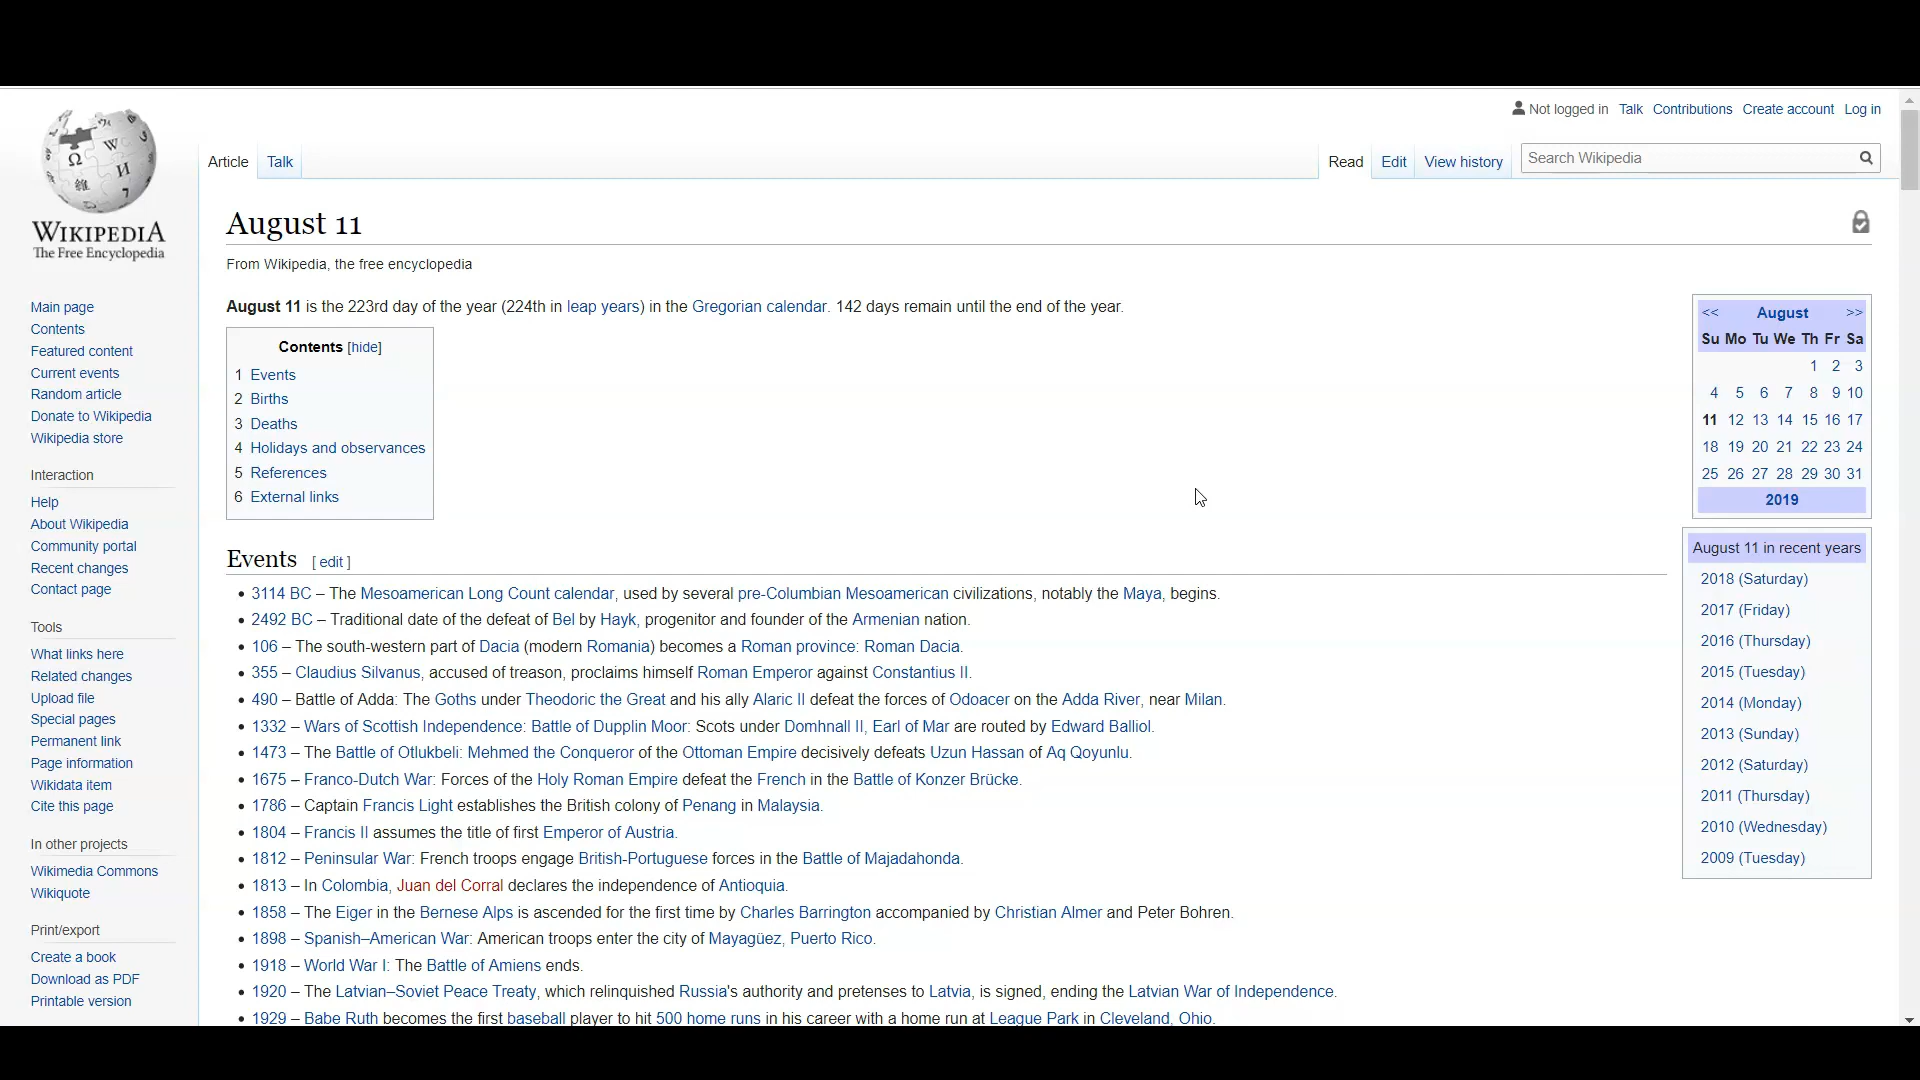 Not logged in Talk Contributions Create account Log in
Article Talk Read Edit View history Search Wikipedia
WIKIPEDIA
The Free Encyclopedia
Main page
Contents
Featured content
Current events
Random article
Donate to Wikipedia
Wikipedia store
Interaction
Help
About Wikipedia
Community portal
Recent changes
Contact page
Tools
What links here
Related changes
Upload file
Special pages
Permanent link
Page information
Wikidata item
Cite this page
In other projects
Wikimedia Commons
Wikiquote
Print/export
Create a book
Download as PDF
Printable version
August 11
From Wikipedia, the free encyclopedia
August 11 is the 223rd day of the year (224th in leap years) in the Gregorian calendar. 142 days remain until the end of the year.
Contents [hide]
1 Events
2 Births
3 Deaths
4 Holidays and observances
5 References
6 External links
Events [ edit ]
• 3114 BC – The Mesoamerican Long Count calendar, used by several pre-Columbian Mesoamerican civilizations, notably the Maya, begins.
• 2492 BC – Traditional date of the defeat of Bel by Hayk, progenitor and founder of the Armenian nation.
• 106 – The south-western part of Dacia (modern Romania) becomes a Roman province: Roman Dacia.
• 355 – Claudius Silvanus, accused of treason, proclaims himself Roman Emperor against Constantius II.
• 490 – Battle of Adda: The Goths under Theodoric the Great and his ally Alaric II defeat the forces of Odoacer on the Adda River, near Milan.
• 1332 – Wars of Scottish Independence: Battle of Dupplin Moor: Scots under Domhnall II, Earl of Mar are routed by Edward Balliol.
• 1473 – The Battle of Otlukbeli: Mehmed the Conqueror of the Ottoman Empire decisively defeats Uzun Hassan of Aq Qoyunlu.
• 1675 – Franco-Dutch War: Forces of the Holy Roman Empire defeat the French in the Battle of Konzer Brücke.
• 1786 – Captain Francis Light establishes the British colony of Penang in Malaysia.
• 1804 – Francis II assumes the title of first Emperor of Austria.
• 1812 – Peninsular War: French troops engage British-Portuguese forces in the Battle of Majadahonda.
• 1813 – In Colombia, Juan del Corral declares the independence of Antioquia.
• 1858 – The Eiger in the Bernese Alps is ascended for the first time by Charles Barrington accompanied by Christian Almer and Peter Bohren.
• 1898 – Spanish–American War: American troops enter the city of Mayagüez, Puerto Rico.
• 1918 – World War I: The Battle of Amiens ends.
• 1920 – The Latvian–Soviet Peace Treaty, which relinquished Russia's authority and pretenses to Latvia, is signed, ending the Latvian War of Independence.
• 1929 – Babe Ruth becomes the first baseball player to hit 500 home runs in his career with a home run at League Park in Cleveland, Ohio.
<< August >>
Su Mo Tu We Th Fr Sa
1 2 3
4 5 6 7 8 9 10
11 12 13 14 15 16 17
18 19 20 21 22 23 24
25 26 27 28 29 30 31
2019
August 11 in recent years
2018 (Saturday)
2017 (Friday)
2016 (Thursday)
2015 (Tuesday)
2014 (Monday)
2013 (Sunday)
2012 (Saturday)
2011 (Thursday)
2010 (Wednesday)
2009 (Tuesday)